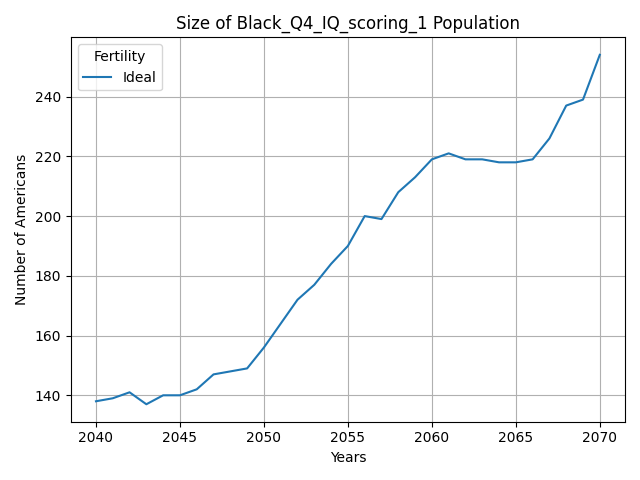 Size of Black_Q4_IQ_scoring_1 Population
Fertility
Ideal
Number of Americans
240
220
200
180
160
140
2040 2045 2050 2055 2060 2065 2070
Years